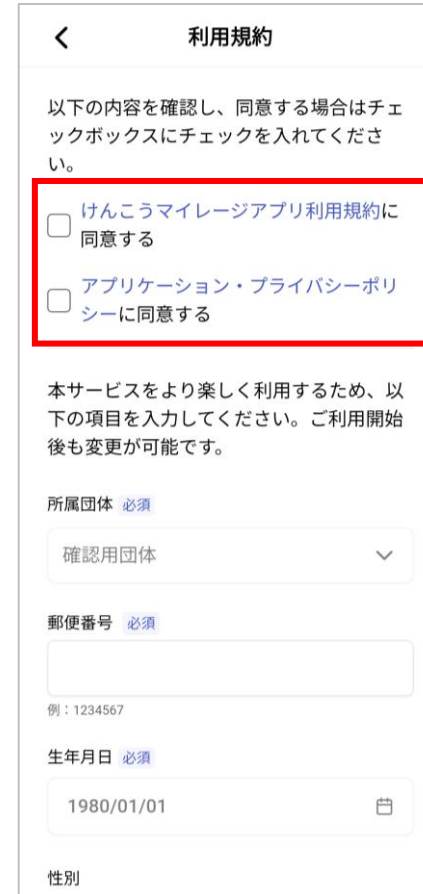 利用規約
以下の内容を確認し、同意する場合はチェ
ックボックスにチェックを入れてくださ
い。
けんこうマイレージアプリ利用規約に
同意する
アプリケーション・プライバシーポリ
シーに同意する
本サービスをより楽しく利用するため、以
下の項目を入力してください。ご利用開始
後も変更が可能です。
所属団体 必須
確認用団体
郵便番号 必須
例：1234567
生年月日 必須
1980/01/01
性別